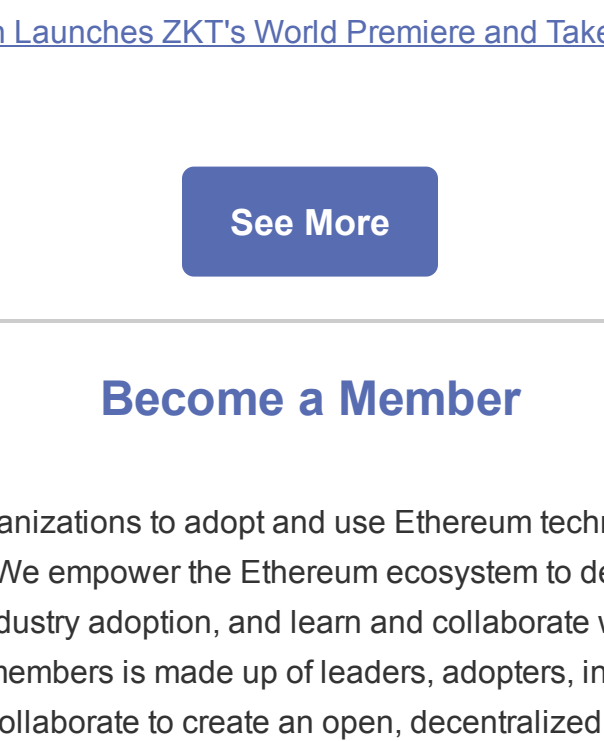 Launches ZKT's World Premiere and Take
See More
Become a Member
anizations to adopt and use Ethereum techn
We empower the Ethereum ecosystem to de
dustry adoption, and learn and collaborate
members is made up of leaders, adopters, in
ollaborate to create an open, decentralized